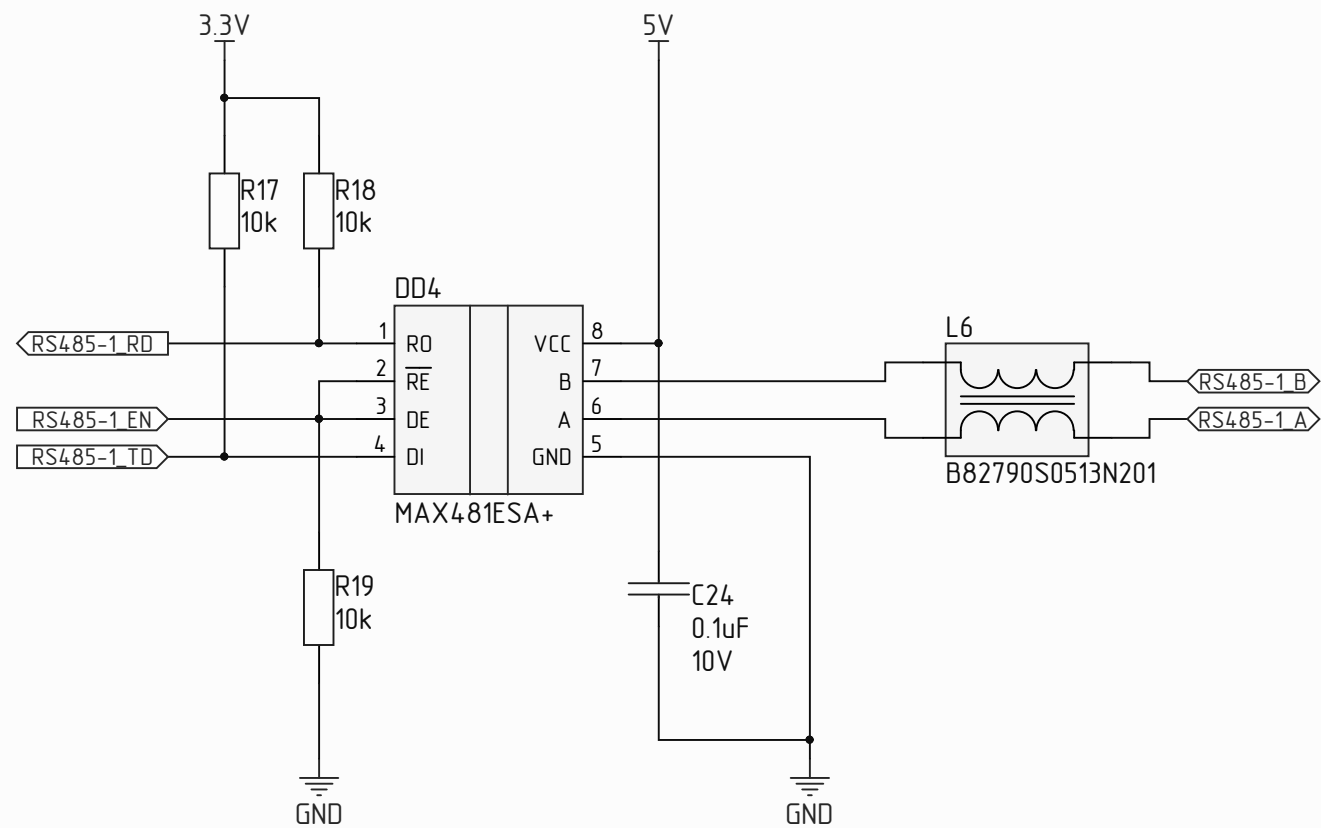 3.3V
5V
R17
10k
R18
10k
DD4
RS485-1_RD
1
RO
VCC
8
2
RE
B
7
RS485-1_EN
3
DE
A
6
RS485-1_TD
4
DI
GND
5
MAX481ESA+
L6
RS485-1_B
RS485-1_A
B82790S0513N201
R19
10k
C24
0.1uF
10V
GND
GND